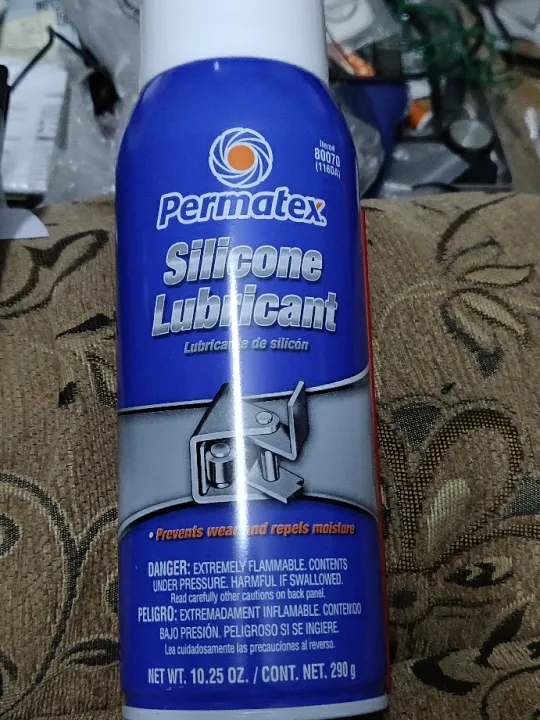 Item#
80070
(116DA)
Permatex
Silicone
Lubricant
Lubricante de silicón
• Prevents wear and repels moisture
DANGER: EXTREMELY FLAMMABLE. CONTENTS
UNDER PRESSURE. HARMFUL IF SWALLOWED.
Read carefully other cautions on back panel.
PELIGRO: EXTREMADAMENT INFLAMABLE. CONTENIDO
BAJO PRESIÓN. PELIGROSO SI SE INGIERE.
Lea cuidadosamente las precauciones al reverso.
NET WT. 10.25 OZ. / CONT. NET. 290 g